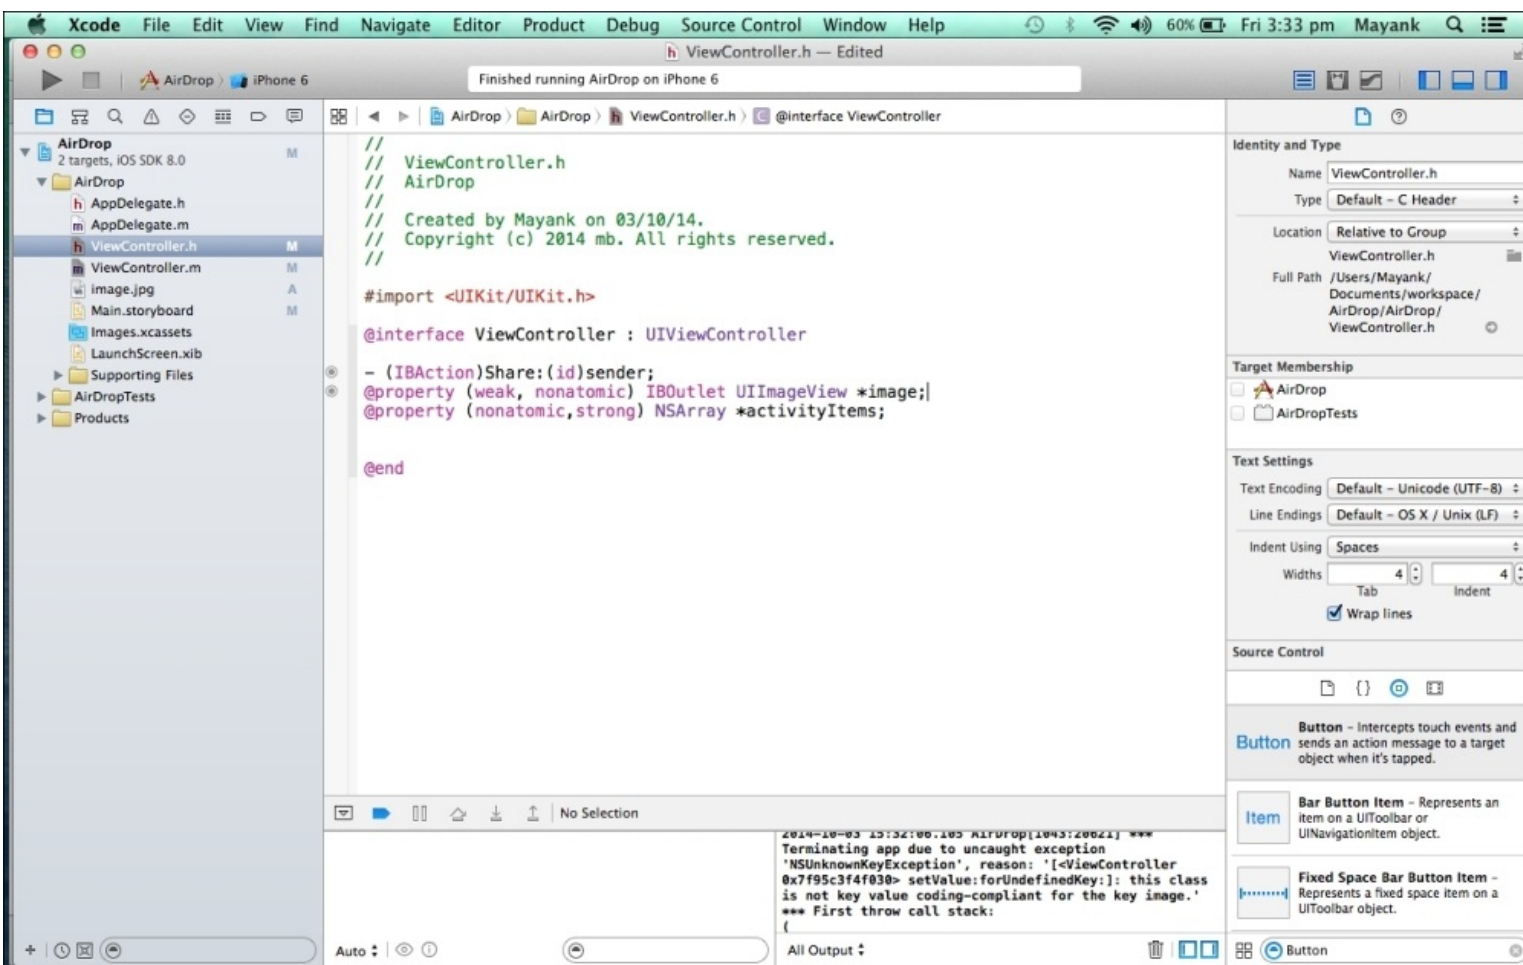 Xcode File Edit View Find Navigate Editor Product Debug Source Control Window Help 60% Fri 3:33 pm Mayank
ViewController.h — Edited
AirDrop iPhone 6
Finished running AirDrop on iPhone 6
AirDrop
2 targets, iOS SDK 8.0
M
AirDrop
AppDelegate.h
AppDelegate.m
ViewController.h M
ViewController.m M
image.jpg A
Main.storyboard M
Images.xcassets
LaunchScreen.xib
Supporting Files
AirDropTests
Products
AirDrop AirDrop ViewController.h @interface ViewController
//
// ViewController.h
// AirDrop
//
// Created by Mayank on 03/10/14.
// Copyright (c) 2014 mb. All rights reserved.
//
#import <UIKit/UIKit.h>
@interface ViewController : UIViewController
- (IBAction)Share:(id)sender;
@property (weak, nonatomic) IBOutlet UIImageView *image;
@property (nonatomic,strong) NSArray *activityItems;
@end
No Selection
2014-10-03 15:32:06.105 AirDrop[1043:20621] ***
Terminating app due to uncaught exception
'NSUnknownKeyException', reason: '[<ViewController
0x7f95c3f4f030> setValue:forUndefinedKey:]: this class
is not key value coding-compliant for the key image.'
*** First throw call stack:
(
Auto
All Output
Identity and Type
Name ViewController.h
Type Default - C Header
Location Relative to Group
ViewController.h
Full Path /Users/Mayank/
Documents/workspace/
AirDrop/AirDrop/
ViewController.h
Target Membership
AirDrop
AirDropTests
Text Settings
Text Encoding Default - Unicode (UTF-8)
Line Endings Default - OS X / Unix (LF)
Indent Using Spaces
Widths 4 4
Tab Indent
Wrap lines
Source Control
Button
Button - Intercepts touch events and
sends an action message to a target
object when it's tapped.
Item
Bar Button Item - Represents an
item on a UIToolbar or
UINavigationItem object.
Fixed Space Bar Button Item -
Represents a fixed space item on a
UIToolbar object.
Button